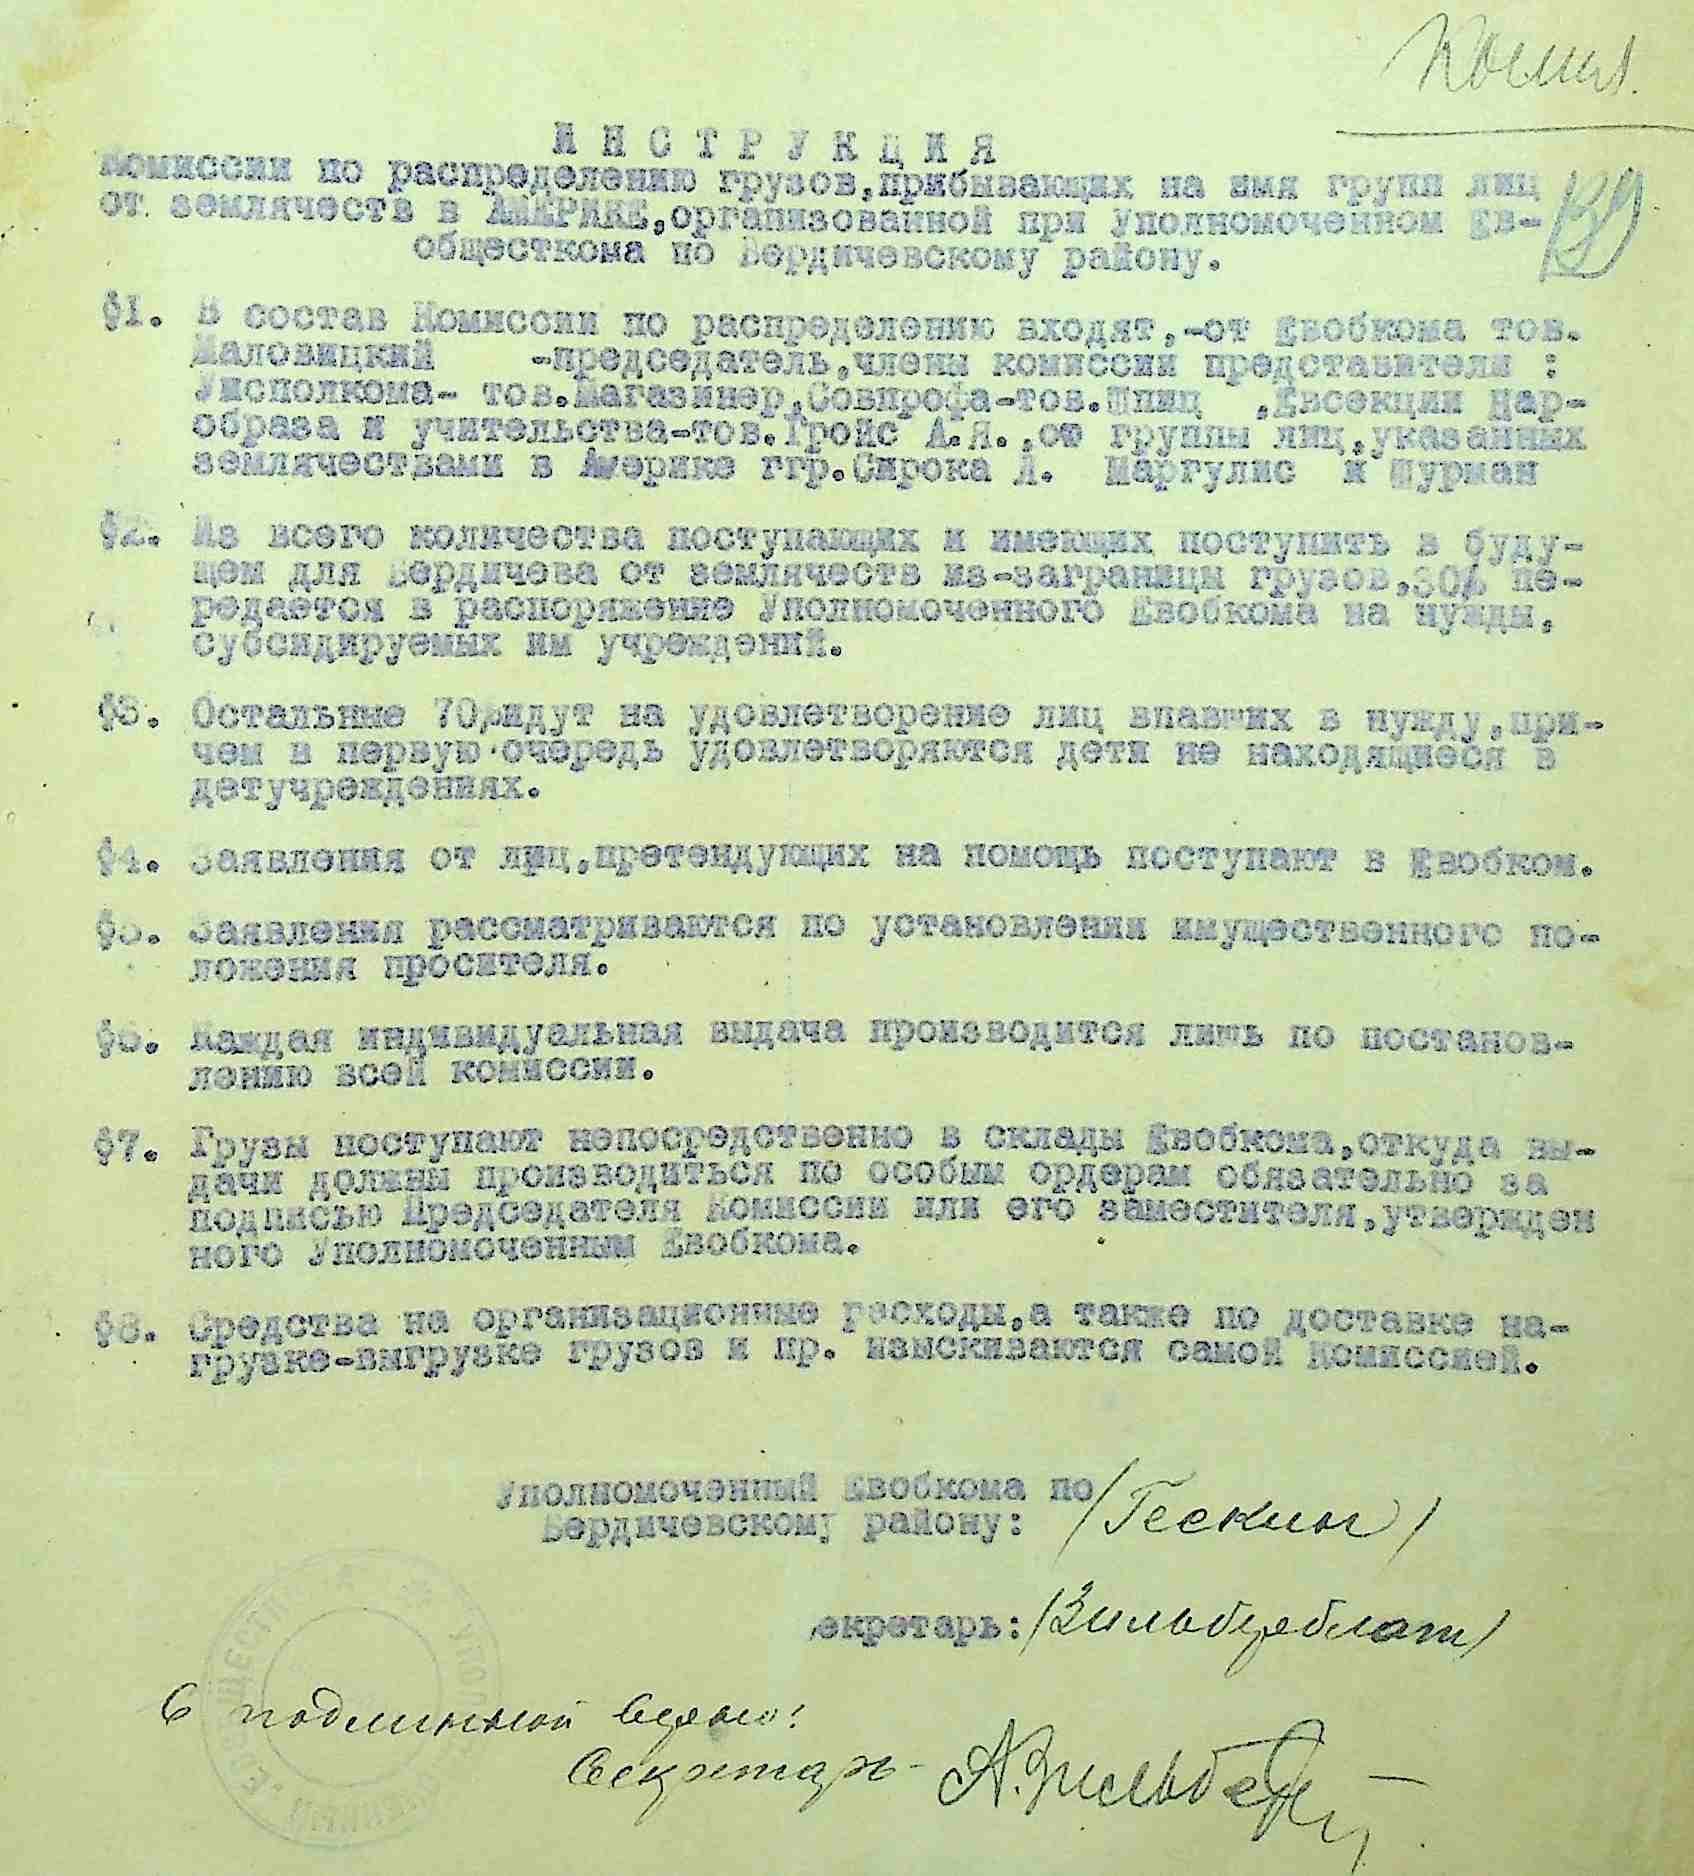 Копия.
И Н С Т Р У К Ц И Я
Комиссии по распределению грузов,прибывающих на имя групп лиц
от землячеств в АМЕРИКЕ,организованной при Уполномоченном Ев-
общесткома по Бердичевскому району.
§1. В состав Комиссии по распределению входят,-от Евобкома тов.
Маловицкий -председатель,члены комиссии представители :
Уисполкома- тов.Магазинер,Совпрофа-тов.Шпиц ,Евсекции Нар-
образа и учительства-тов.Гройс А.Я.,от группы лиц,указанных
землячествами в Америке ггр.Сирока Л. Маргулис и Шурман
§2. Из всего количества поступающих и имеющих поступить в буду-
щем для Бердичева от землячеств из-заграницы грузов,30% пе-
редается в распоряжение Уполномоченного Евобкома на нужды,
субсидируемых им учреждений.
§3. Остальные 70%идут на удовлетворение лиц впавших в нужду,при-
чем в первую очередь удовлетворяются дети не находящиеся в
детучреждениях.
§4. Заявления от лиц,претендующих на помощь поступают в Евобком.
§5. Заявления рассматриваются по установлении имущественного по-
ложения просителя.
§6. Каждая индивидуальная выдача производится лишь по постанов-
лению всей комиссии.
§7. Грузы поступают непосредственно в склады Евобкома,откуда вы-
дачи должны производиться по особым ордерам обязательно за
подписью Председателя Комиссии или его заместителя,утвержден
ного Уполномоченным Евобкома.
§8. Средства на организационные расходы,а также по доставке на-
грузке-выгрузке грузов и пр. изыскиваются самой Комиссией.
Уполномоченный Евобкома по
Бердичевскому району: /Гескин/
секретарь: /Зильберблат/
С подлинной верно:
Секретарь-